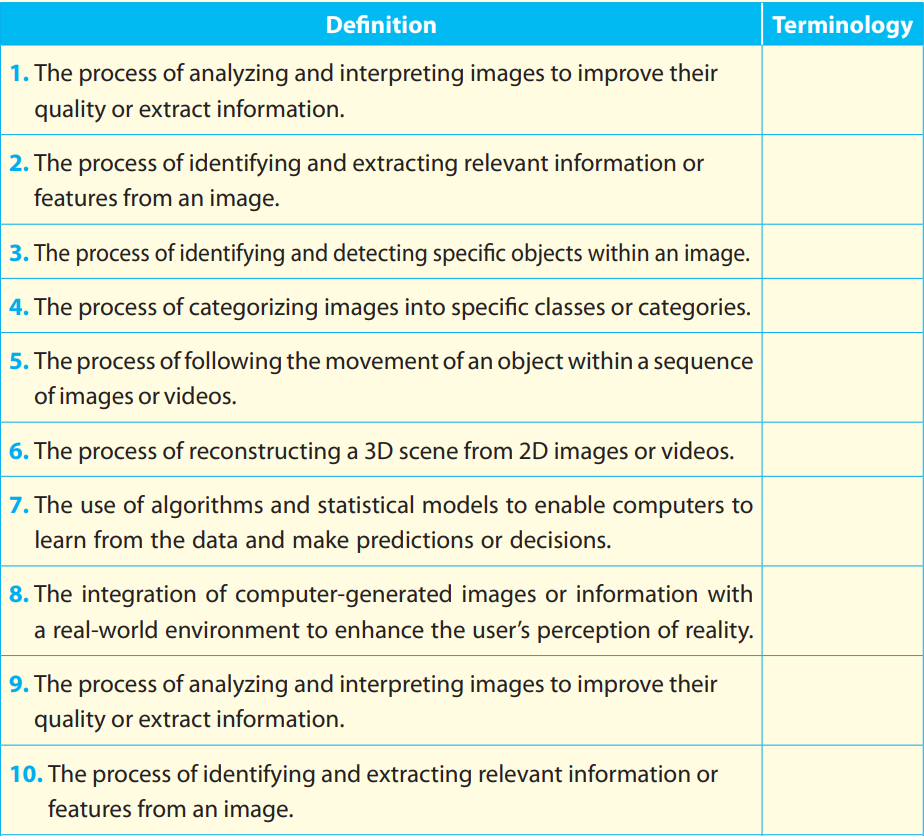 Definition Terminology
1. The process of analyzing and interpreting images to improve their
quality or extract information.
2. The process of identifying and extracting relevant information or
features from an image.
3. The process of identifying and detecting specific objects within an image.
4. The process of categorizing images into specific classes or categories.
5. The process of following the movement of an object within a sequence
of images or videos.
6. The process of reconstructing a 3D scene from 2D images or videos.
7. The use of algorithms and statistical models to enable computers to
learn from the data and make predictions or decisions.
8. The integration of computer-generated images or information with
a real-world environment to enhance the user’s perception of reality.
9. The process of analyzing and interpreting images to improve their
quality or extract information.
10. The process of identifying and extracting relevant information or
features from an image.